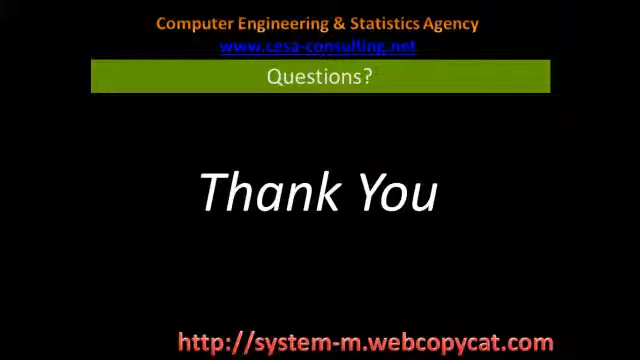 Computer Engineering & Statistics Agency
www.cesa-consulting.net
Questions?
Thank You
http://system-m.webcopycat.com